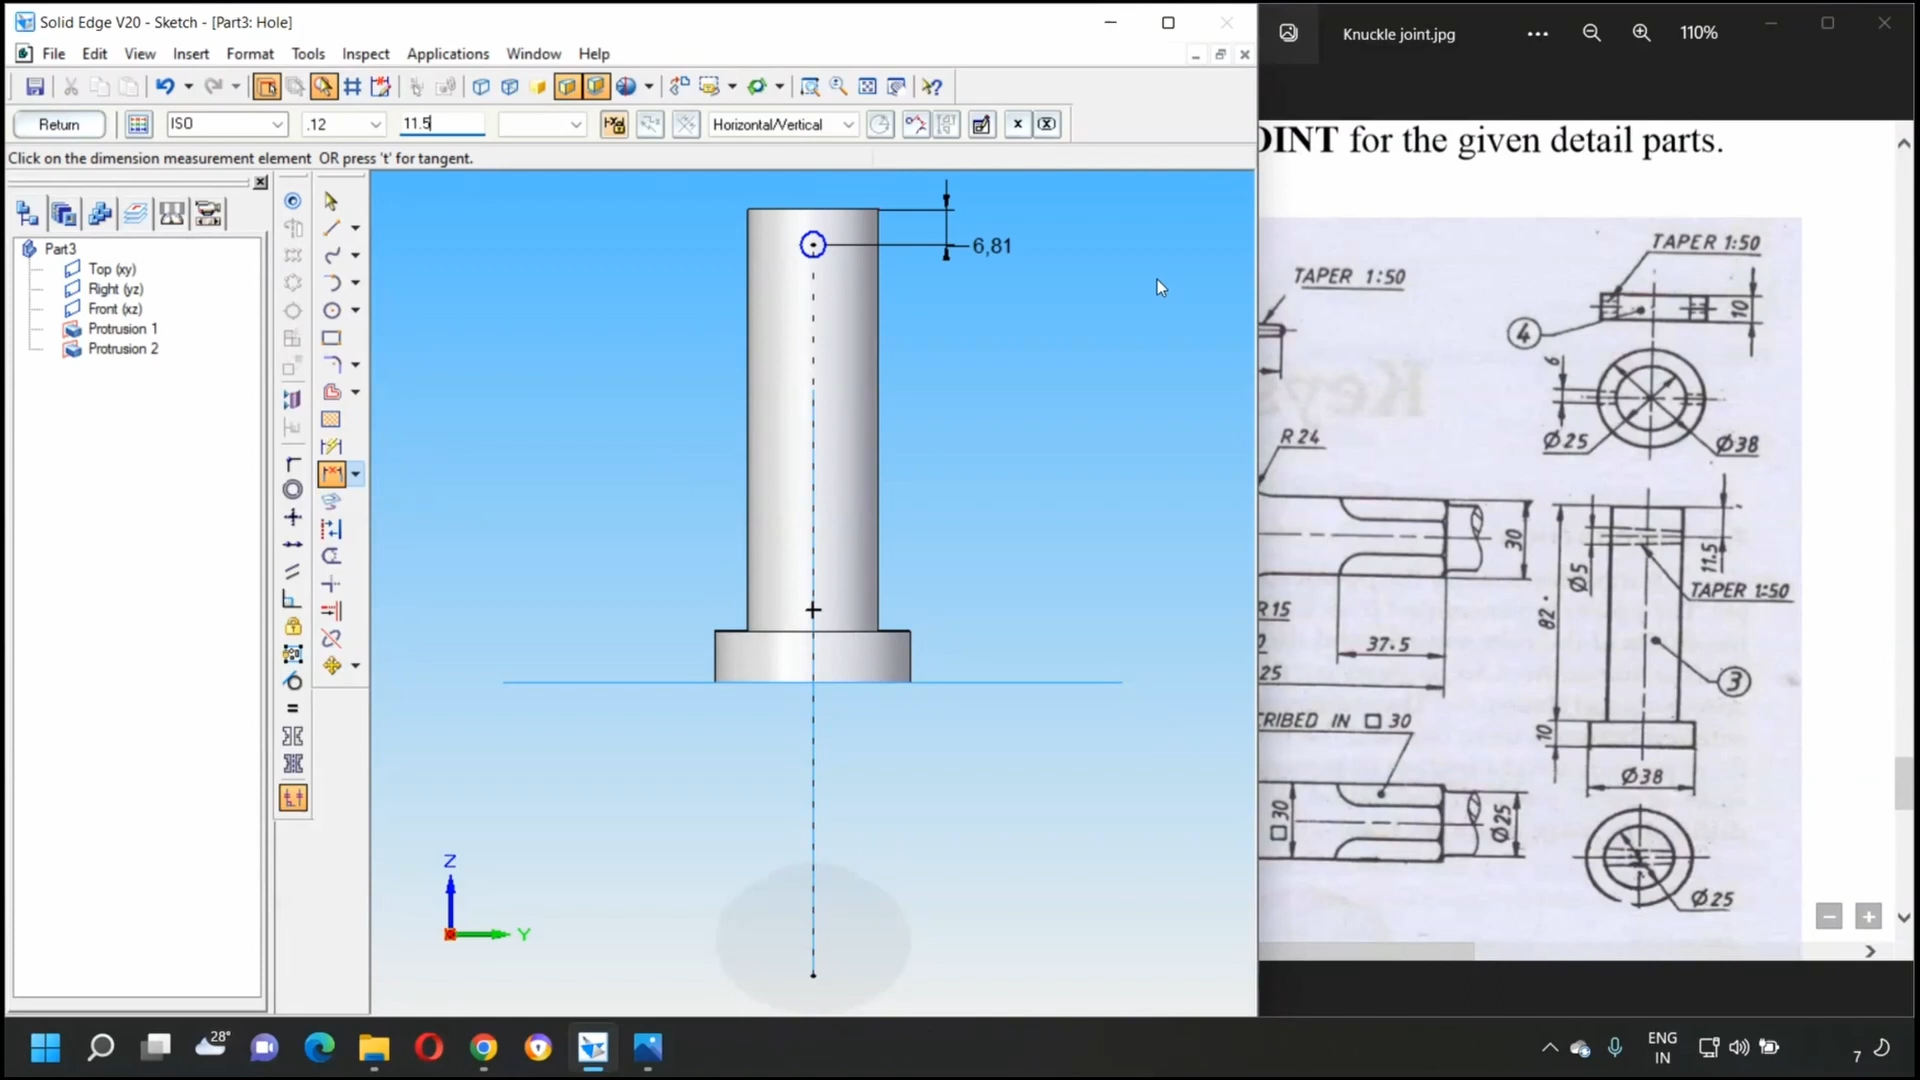 Solid Edge V20 - Sketch - [Part3: Hole]
File Edit View Insert Format Tools Inspect Applications Window Help
Return ISO .12 11.5 Horizontal/Vertical
Click on the dimension measurement element OR press 't' for tangent.
Part3
Top (xy)
Right (yz)
Front (xz)
Protrusion 1
Protrusion 2
6,81
Z
Y
Knuckle joint.jpg
110%
OINT for the given detail parts.
TAPER 1:50
TAPER 1:50
4
10
6
Ø25
Ø38
R 24
30
Ø5
11.5
TAPER 1:50
82
R15
37.5
3
25
CRIBED IN □ 30
10
Ø38
□ 30
Ø25
Ø25
28°
ENG
IN
7